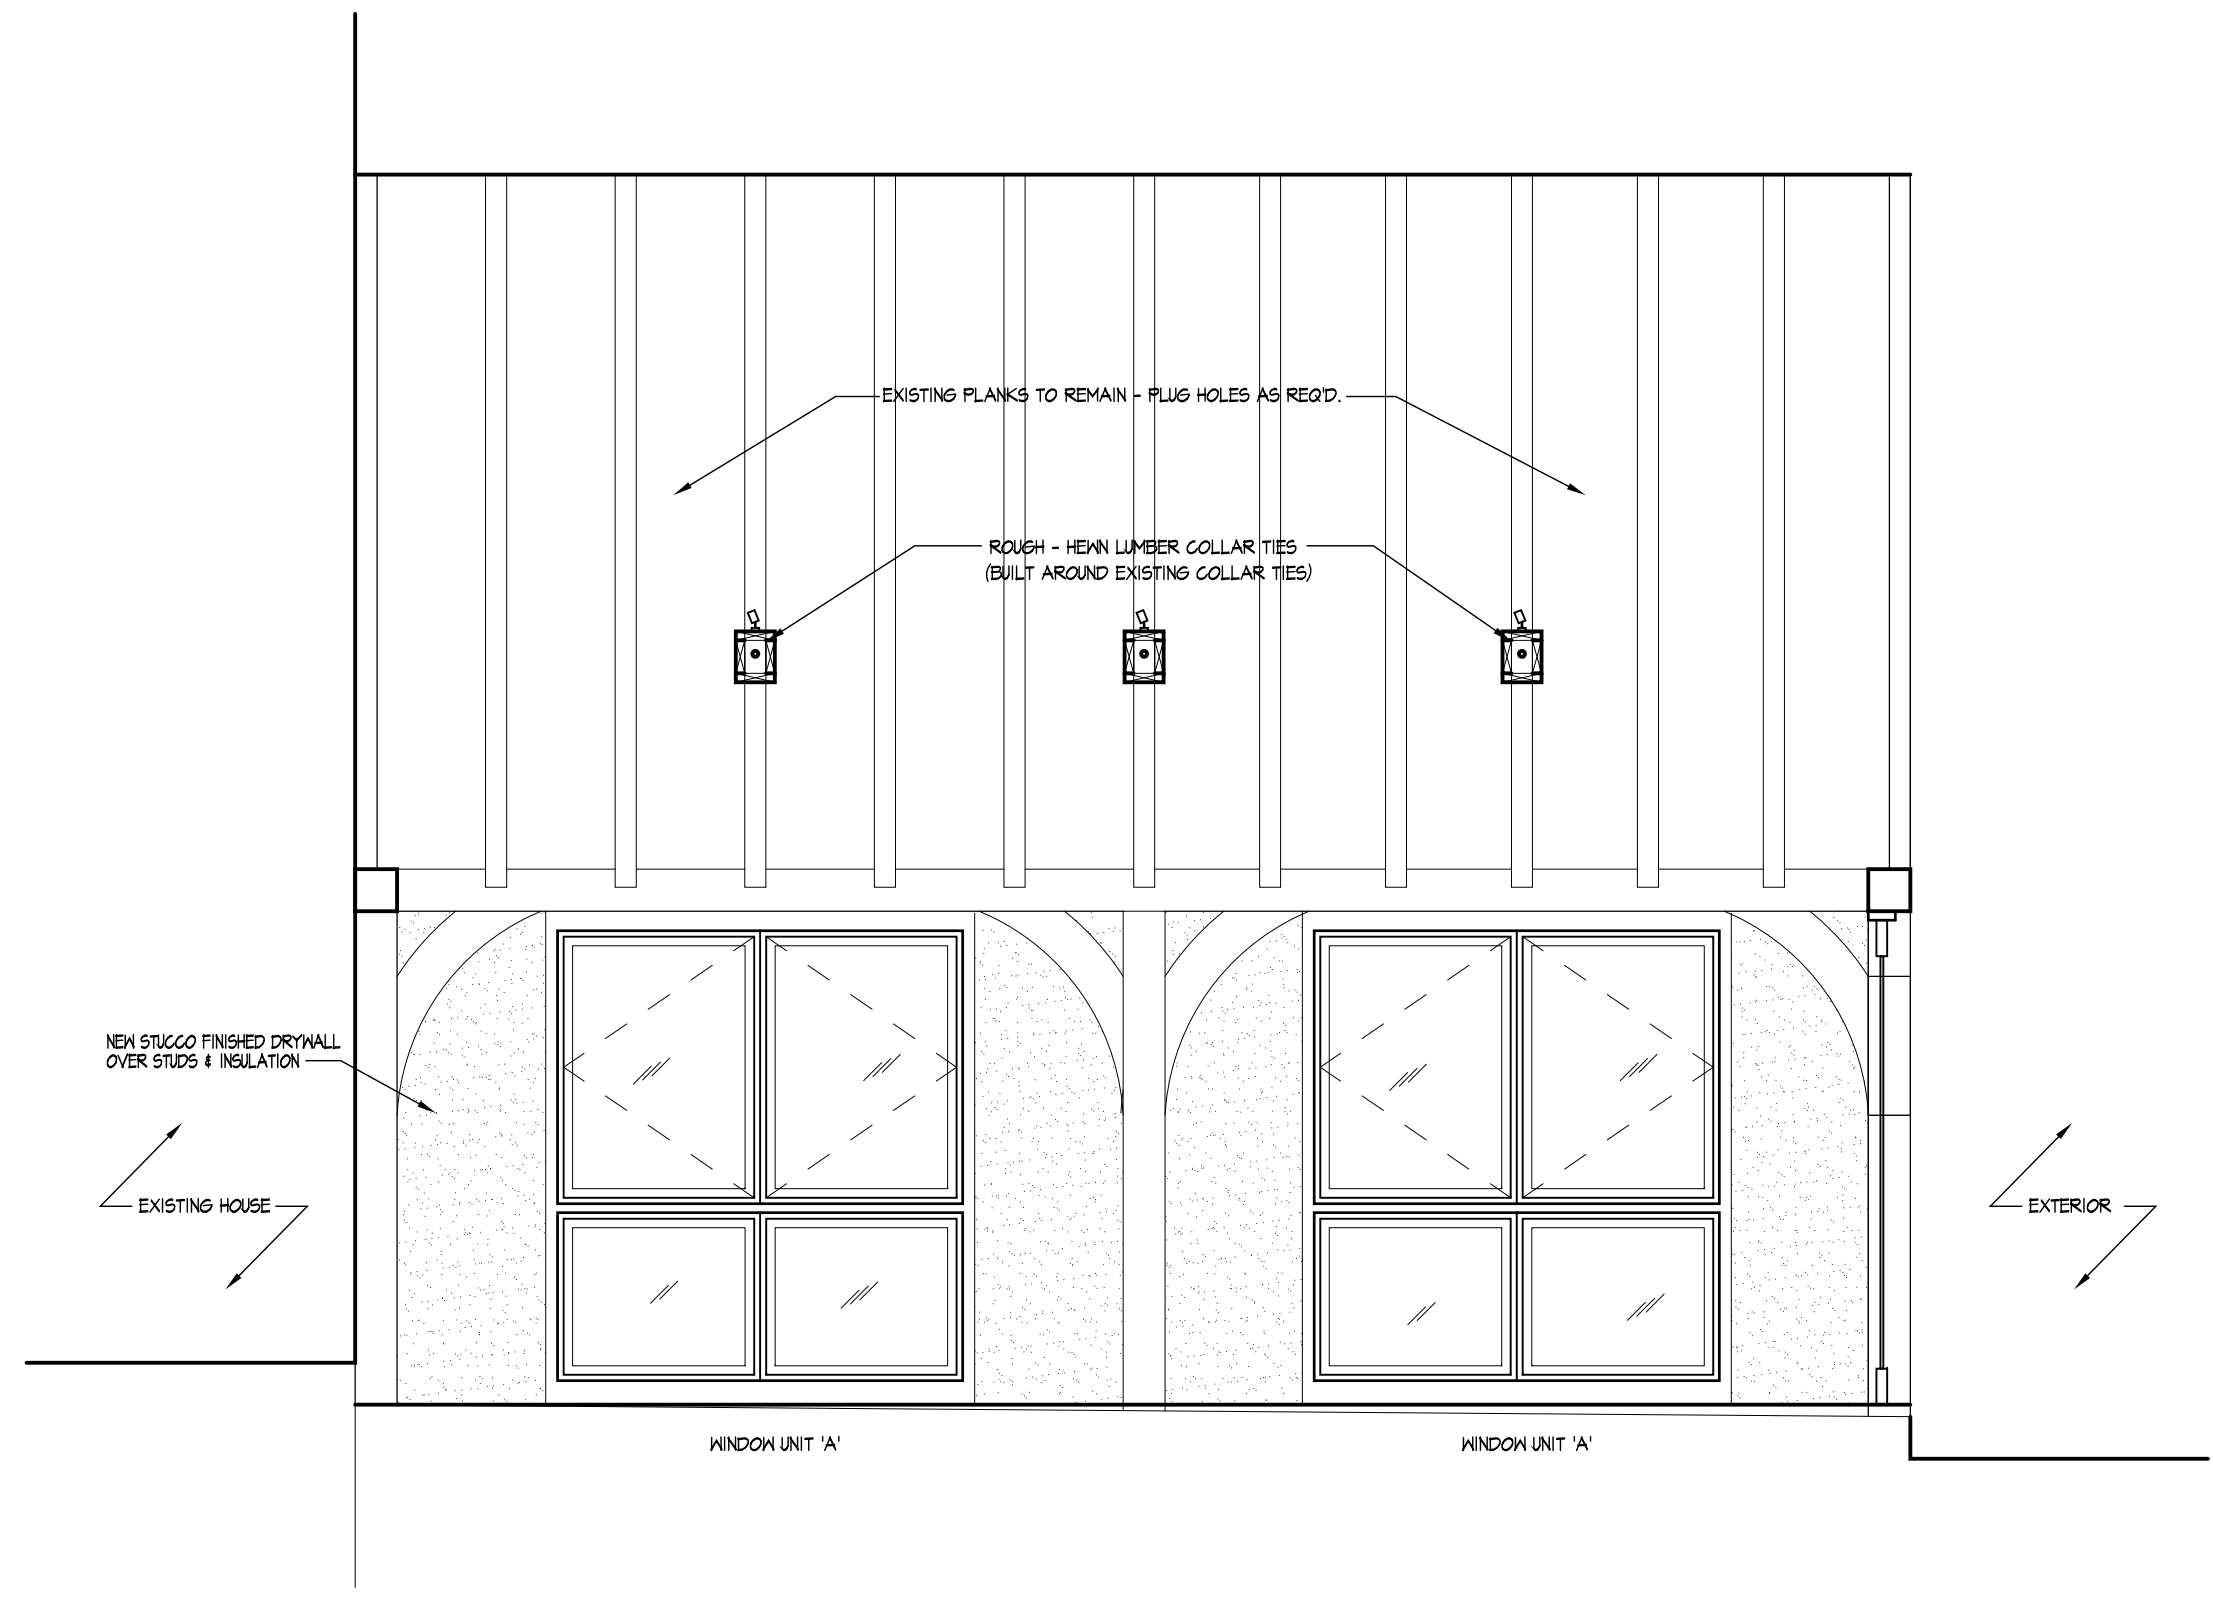 EXISTING PLANKS TO REMAIN - PLUG HOLES AS REQ'D.
ROUGH - HEWN LUMBER COLLAR TIES
(BUILT AROUND EXISTING COLLAR TIES)
NEW STUCCO FINISHED DRYWALL
OVER STUDS & INSULATION
EXISTING HOUSE
EXTERIOR
WINDOW UNIT 'A'
WINDOW UNIT 'A'